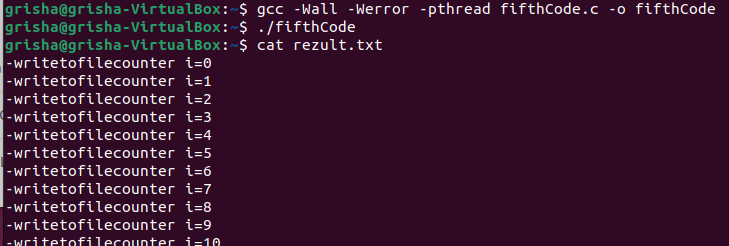 grisha@grisha-VirtualBox:~$ gcc -Wall -Werror -pthread fifthCode.c -o fifthCode
grisha@grisha-VirtualBox:~$ ./fifthCode
grisha@grisha-VirtualBox:~$ cat rezult.txt
-writetofilecounter i=0
-writetofilecounter i=1
-writetofilecounter i=2
-writetofilecounter i=3
-writetofilecounter i=4
-writetofilecounter i=5
-writetofilecounter i=6
-writetofilecounter i=7
-writetofilecounter i=8
-writetofilecounter i=9
-writetofilecounter i=10